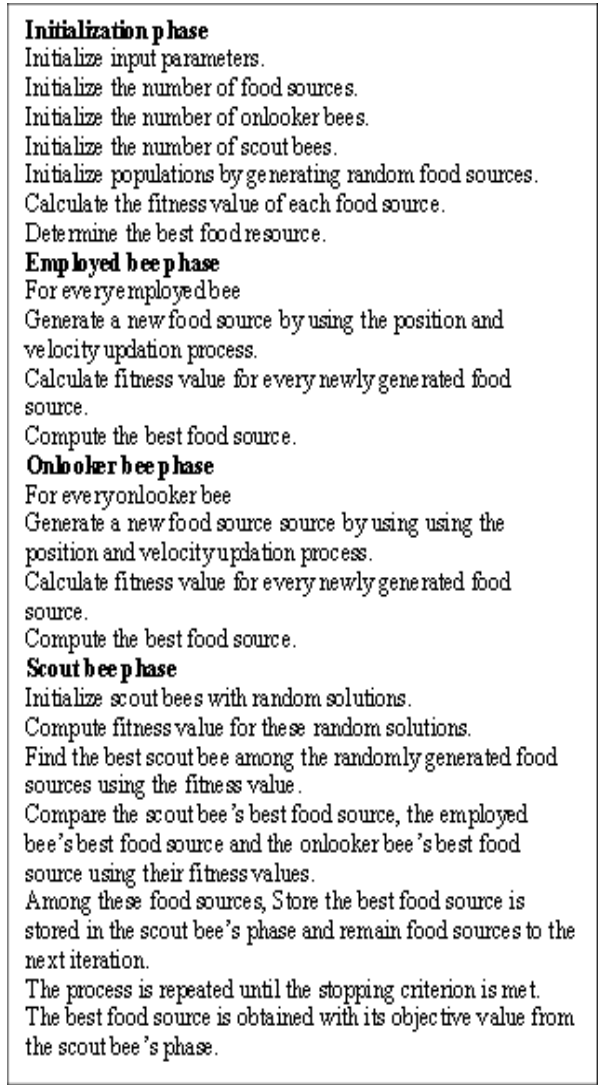 Initialization phase
Initialize input parameters.
Initialize the number of food sources.
Initialize the number of onlooker bees.
Initialize the number of scout bees.
Initialize populations by generating random food sources.
Calculate the fitness value of each food source.
Determine the best food resource.
Employed bee phase
For every employed bee
Generate a new food source by using the position and
velocity updation process.
Calculate fitness value for every newly generated food
source.
Compute the best food source.
Onlooker bee phase
For every onlooker bee
Generate a new food source source by using using the
position and velocity updation process.
Calculate fitness value for every newly generated food
source.
Compute the best food source.
Scout bee phase
Initialize scout bees with random solutions.
Compute fitness value for these random solutions.
Find the best scout bee among the randomly generated food
sources using the fitness value.
Compare the scout bee's best food source, the employed
bee's best food source and the onlooker bee's best food
source using their fitness values.
Among these food sources, Store the best food source is
stored in the scout bee's phase and remain food sources to the
next iteration.
The process is repeated until the stopping criterion is met.
The best food source is obtained with its objective value from
the scout bee's phase.